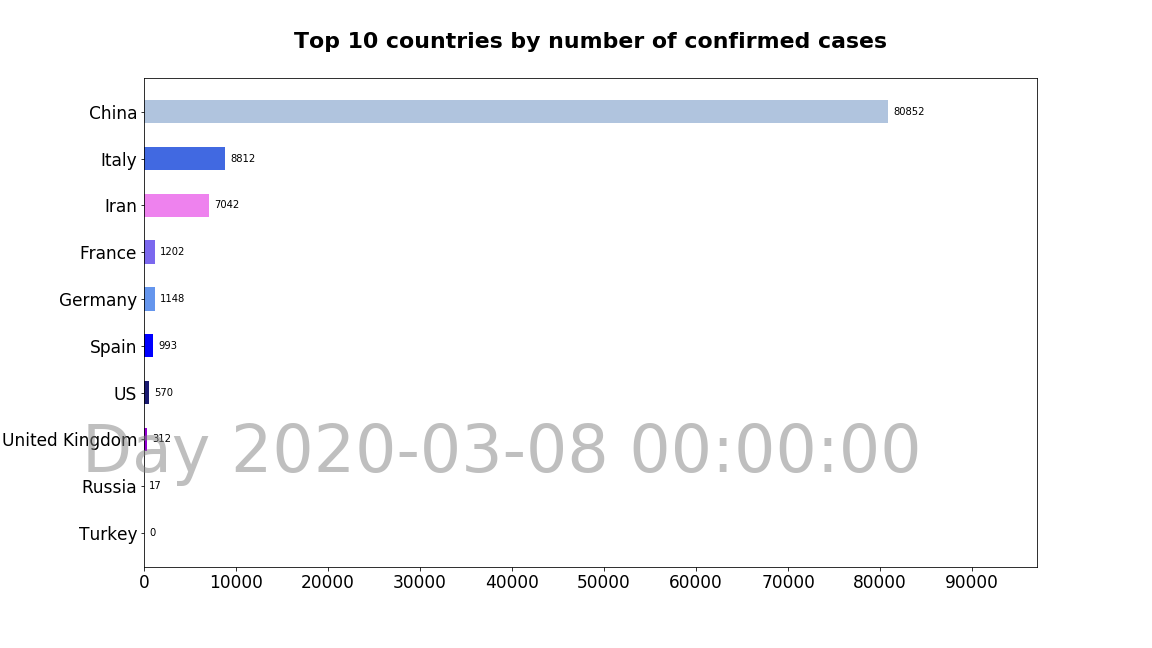 Top 10 countries by number of confirmed cases
China 80852
Italy 8812
Iran 7042
France 1202
Germany 1148
Spain 993
US 570
United Kingdom 312
Day 2020-03-08 00:00:00
Russia 17
Turkey 0
0 10000 20000 30000 40000 50000 60000 70000 80000 90000